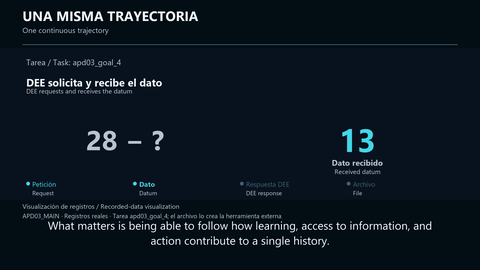 UNA MISMA TRAYECTORIA
One continuous trajectory
Tarea / Task: apd03_goal_4
DEE solicita y recibe el dato
DEE requests and receives the datum
28 – ?
13
Dato recibido
Received datum
Petición
Request
Dato
Datum
Respuesta DEE
DEE response
Archivo
File
Visualización de registros / Recorded-data visualization
APD03_MAIN · Registros reales · Tarea apd03_goal_4; el archivo lo crea la herramienta externa
What matters is being able to follow how learning, access to information, and
action contribute to a single history.